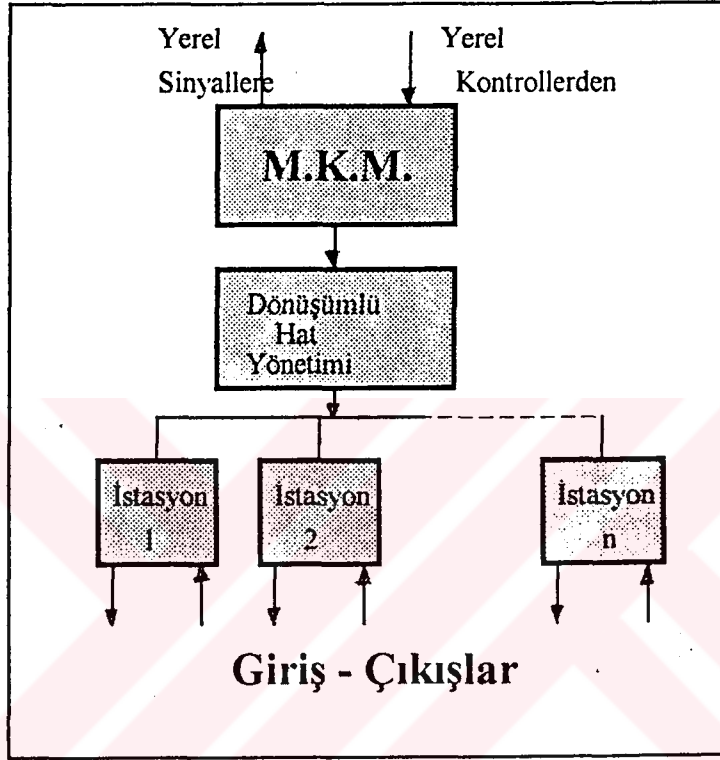 Yerel
Sinyallere
Yerel
Kontrollerden
M.K.M.
Dönüşümlü
Hat
Yönetimi
İstasyon
1
İstasyon
2
İstasyon
n
Giriş - Çıkışlar